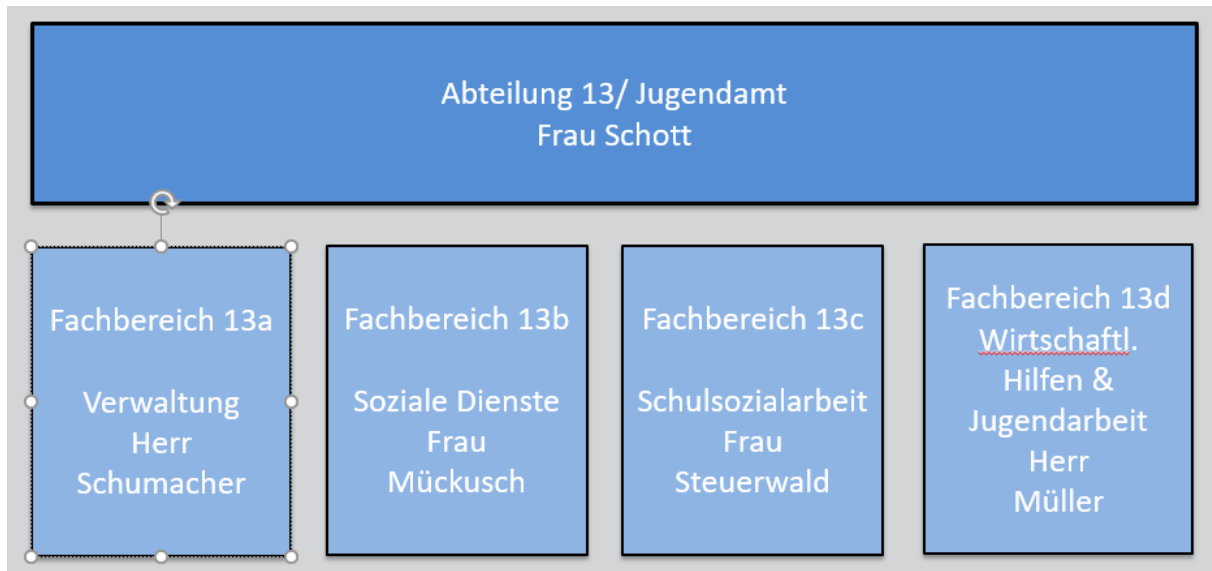 Abteilung 13/ Jugendamt
Frau Schott
Fachbereich 13a
Verwaltung
Herr
Schumacher
Fachbereich 13b
Soziale Dienste
Frau
Mückusch
Fachbereich 13c
Schulsozialarbeit
Frau
Steuerwald
Fachbereich 13d
Wirtschaftl.
Hilfen &
Jugendarbeit
Herr
Müller